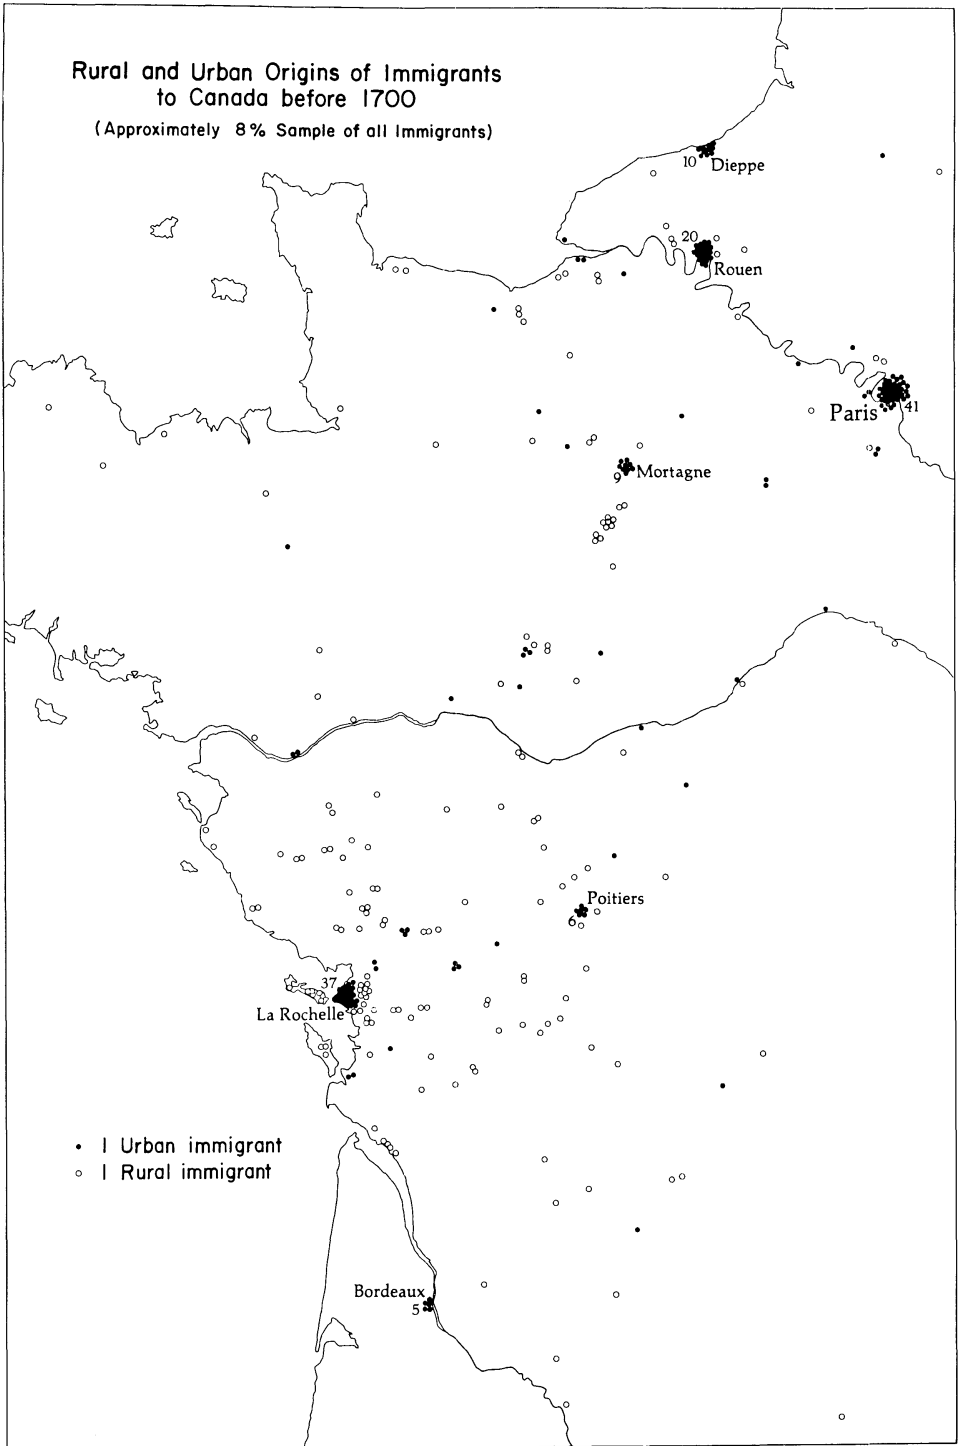 Rural and Urban Origins of Immigrants
to Canada before 1700
(Approximately 8% Sample of all Immigrants)
10 Dieppe
20
Rouen
Paris 41
9 Mortagne
Poitiers
6
37
La Rochelle
• 1 Urban immigrant
○ 1 Rural immigrant
Bordeaux
5